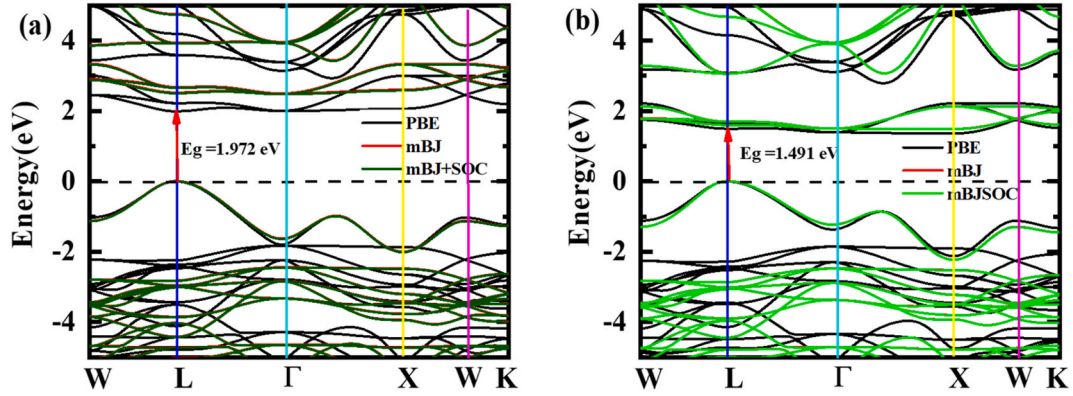 (a)
Energy(eV)
4
2
0
-2
-4
Eg =1.972 eV
PBE
mBJ
mBJ+SOC
W L Γ X W K
(b)
Energy(eV)
4
2
0
-2
-4
Eg =1.491 eV
PBE
mBJ
mBJSOC
W L Γ X W K